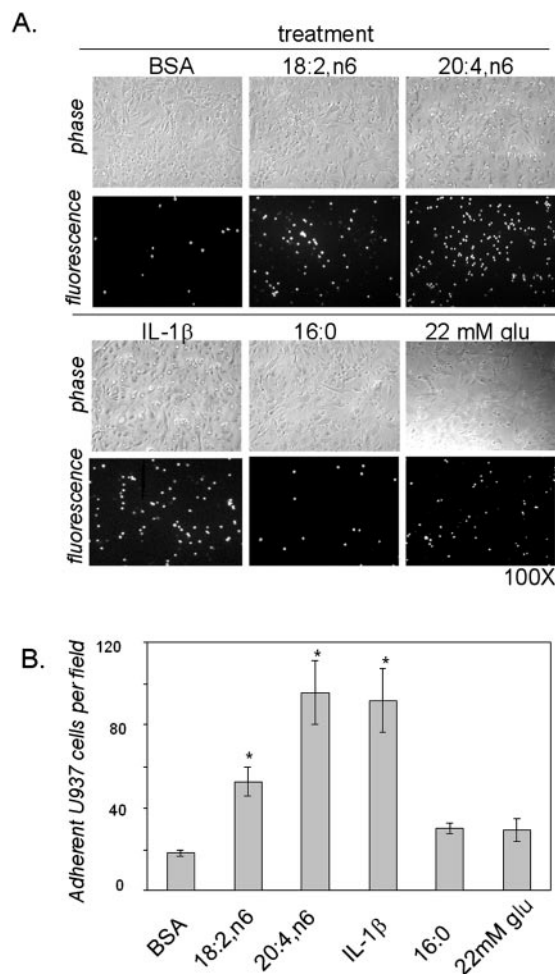 A.
treatment
BSA 18:2,n6 20:4,n6
phase
fluorescence
IL-1β 16:0 22 mM glu
phase
fluorescence
100X
B.
Adherent U937 cells per field
120
80
40
0
* * *
BSA 18:2,n6 20:4,n6 IL-1β 16:0 22mM glu